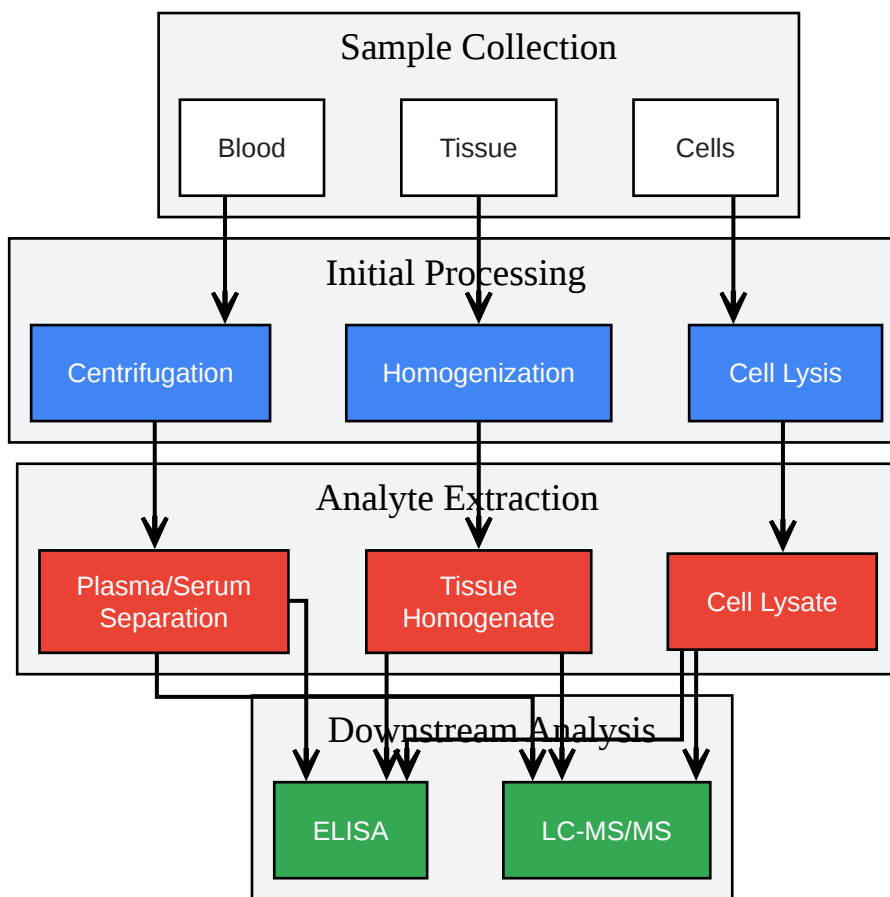 Sample Collection
Blood
Tissue
Cells
Initial Processing
Centrifugation
Homogenization
Cell Lysis
Analyte Extraction
Plasma/Serum
Separation
Tissue
Homogenate
Cell Lysate
Downstream Analysis
ELISA
LC-MS/MS